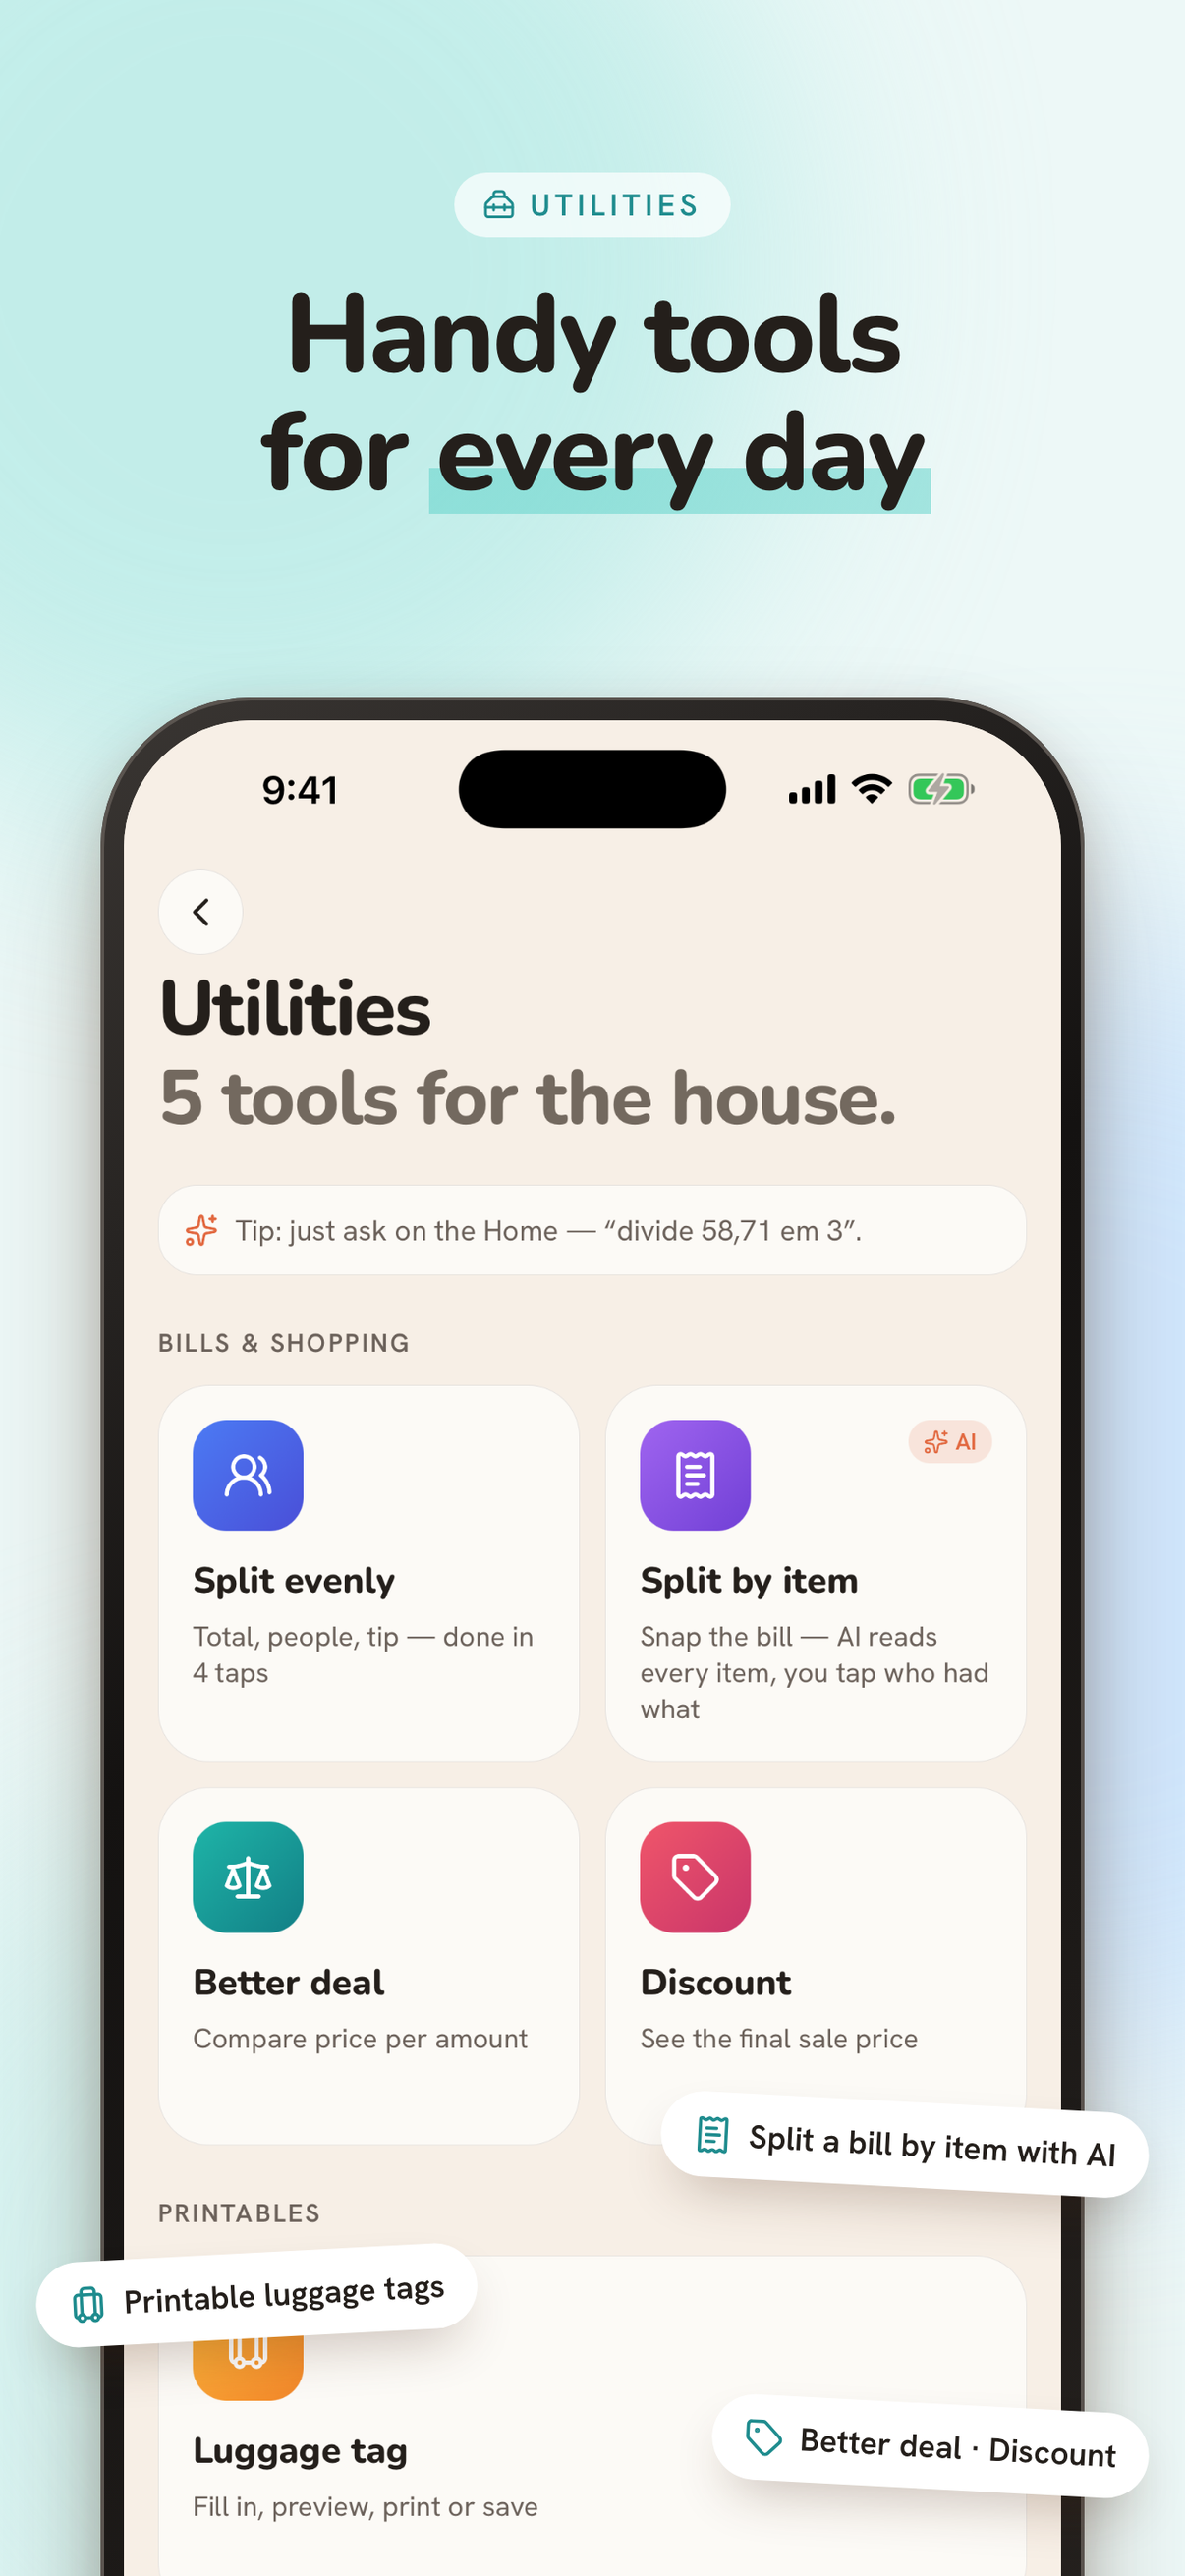 UTILITIES
Handy tools
for every day
9:41
Utilities
5 tools for the house.
Tip: just ask on the Home — “divide 58,71 em 3”.
BILLS & SHOPPING
Split evenly
Total, people, tip — done in
4 taps
AI
Split by item
Snap the bill — AI reads
every item, you tap who had
what
Better deal
Compare price per amount
Discount
See the final sale price
Split a bill by item with AI
PRINTABLES
Printable luggage tags
Luggage tag
Fill in, preview, print or save
Better deal · Discount